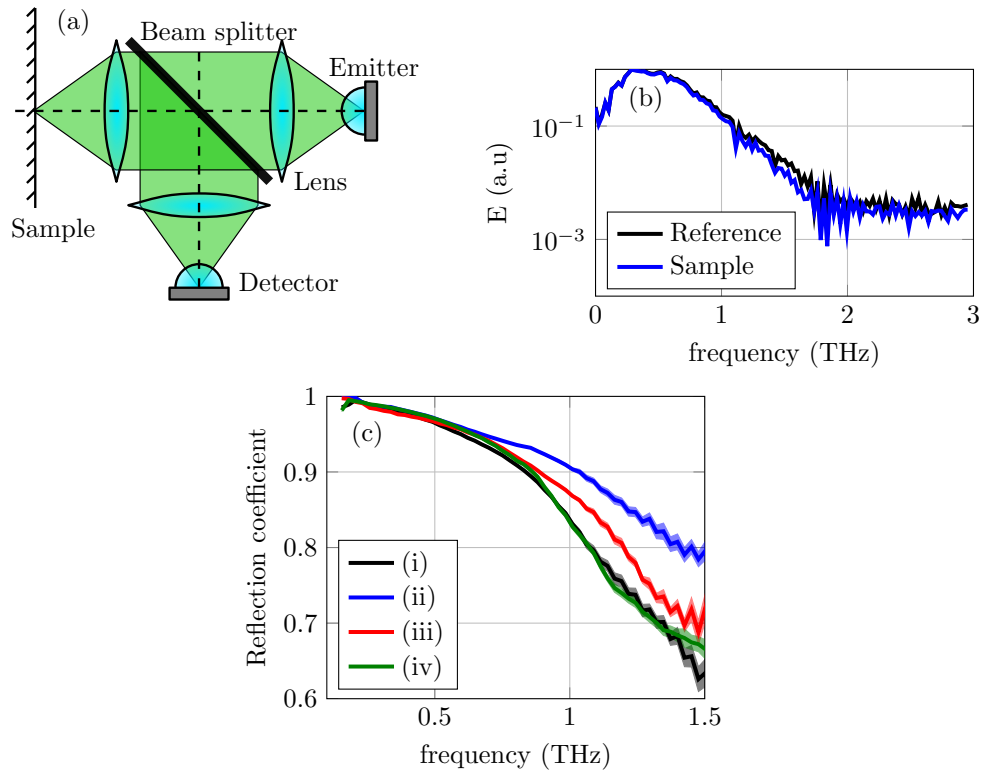 (a)
Beam splitter
Emitter
Lens
Sample
Detector
(b)
E (a.u)
10⁻¹
10⁻³
Reference
Sample
0 1 2 3
frequency (THz)
(c)
Reflection coefficient
1
0.9
0.8
0.7
0.6
(i)
(ii)
(iii)
(iv)
0.5 1 1.5
frequency (THz)